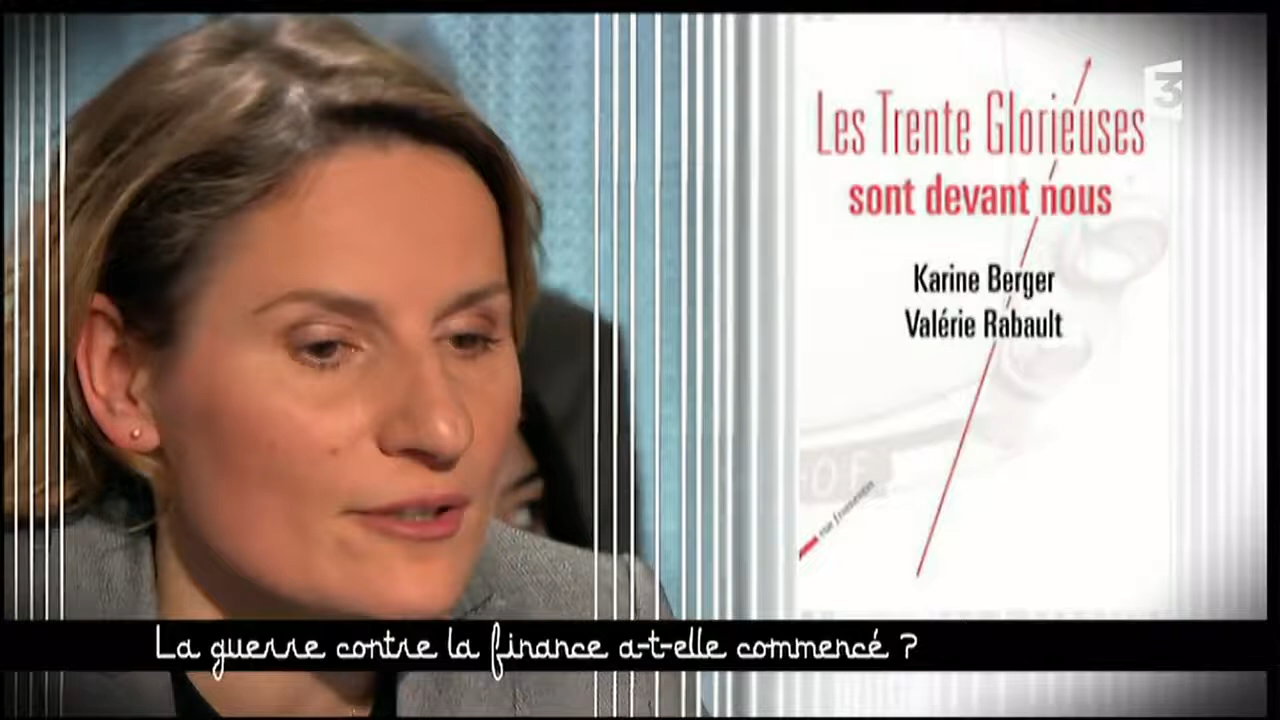 Les Trente Glorieuses
sont devant nous
Karine Berger
Valérie Rabault
3
La guerre contre la finance a-t-elle commencé ?